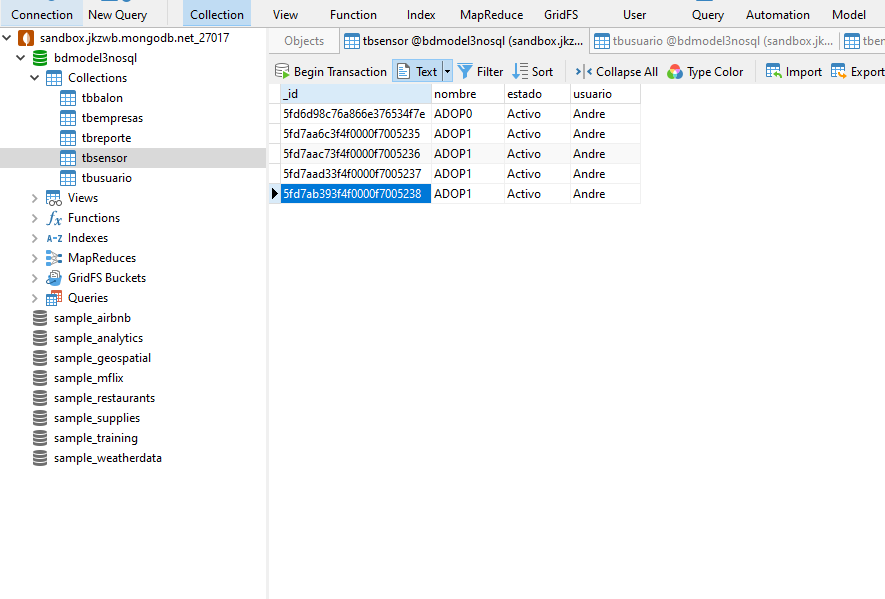 Connection New Query Collection View Function Index MapReduce GridFS User Query Automation Model
sandbox.jkzwb.mongodb.net_27017
bdmodel3nosql
Collections
tbbalon
tbempresas
tbreporte
tbsensor
tbusuario
Views
Functions
Indexes
MapReduces
GridFS Buckets
Queries
sample_airbnb
sample_analytics
sample_geospatial
sample_mflix
sample_restaurants
sample_supplies
sample_training
sample_weatherdata
Objects tbsensor @bdmodel3nosql (sandbox.jkz... tbusuario @bdmodel3nosql (sandbox.jk...
Begin Transaction Text Filter Sort Collapse All Type Color Import Export
_id nombre estado usuario
5fd6d98c76a866e376534f7e ADOP0 Activo Andre
5fd7aa6c3f4f0000f7005235 ADOP1 Activo Andre
5fd7aac73f4f0000f7005236 ADOP1 Activo Andre
5fd7aad33f4f0000f7005237 ADOP1 Activo Andre
5fd7ab393f4f0000f7005238 ADOP1 Activo Andre